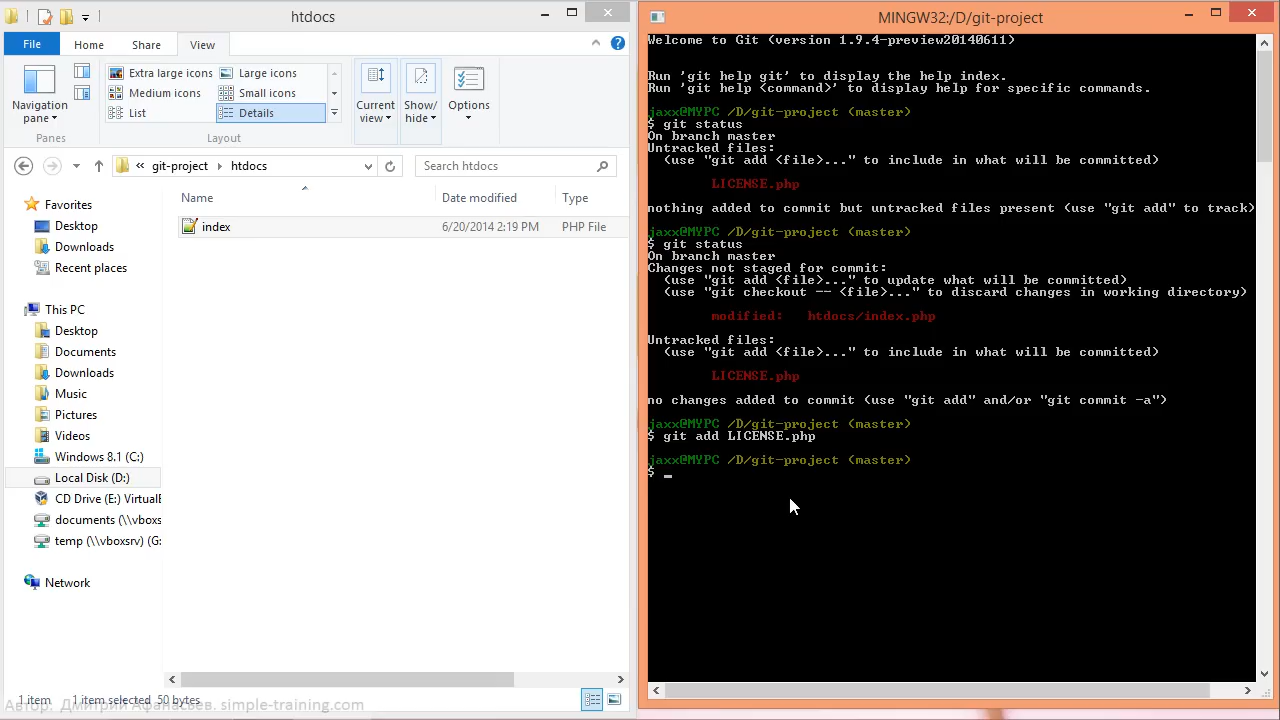 htdocs
File Home Share View
Navigation pane
Extra large icons Large icons
Medium icons Small icons
List Details
Current view
Show/ hide
Options
Panes Layout
« git-project htdocs
Search htdocs
Name Date modified Type
index 6/20/2014 2:19 PM PHP File
Favorites
Desktop
Downloads
Recent places
This PC
Desktop
Documents
Downloads
Music
Pictures
Videos
Windows 8.1 (C:)
Local Disk (D:)
CD Drive (E:) Virtual
documents (\\vboxs
temp (\\vboxsrv) (G:
Network
1 item 1 item selected 50 bytes
Автор: Дмитрий Афанасьев. simple-training.com
MINGW32:/D/git-project
Welcome to Git (version 1.9.4-preview20140611)
Run 'git help git' to display the help index.
Run 'git help <command>' to display help for specific commands.
jaxx@MYPC /D/git-project (master)
$ git status
On branch master
Untracked files:
(use "git add <file>..." to include in what will be committed)
LICENSE.php
nothing added to commit but untracked files present (use "git add" to track)
jaxx@MYPC /D/git-project (master)
$ git status
On branch master
Changes not staged for commit:
(use "git add <file>..." to update what will be committed)
(use "git checkout -- <file>..." to discard changes in working directory)
modified: htdocs/index.php
Untracked files:
(use "git add <file>..." to include in what will be committed)
LICENSE.php
no changes added to commit (use "git add" and/or "git commit -a")
jaxx@MYPC /D/git-project (master)
$ git add LICENSE.php
jaxx@MYPC /D/git-project (master)
$ _